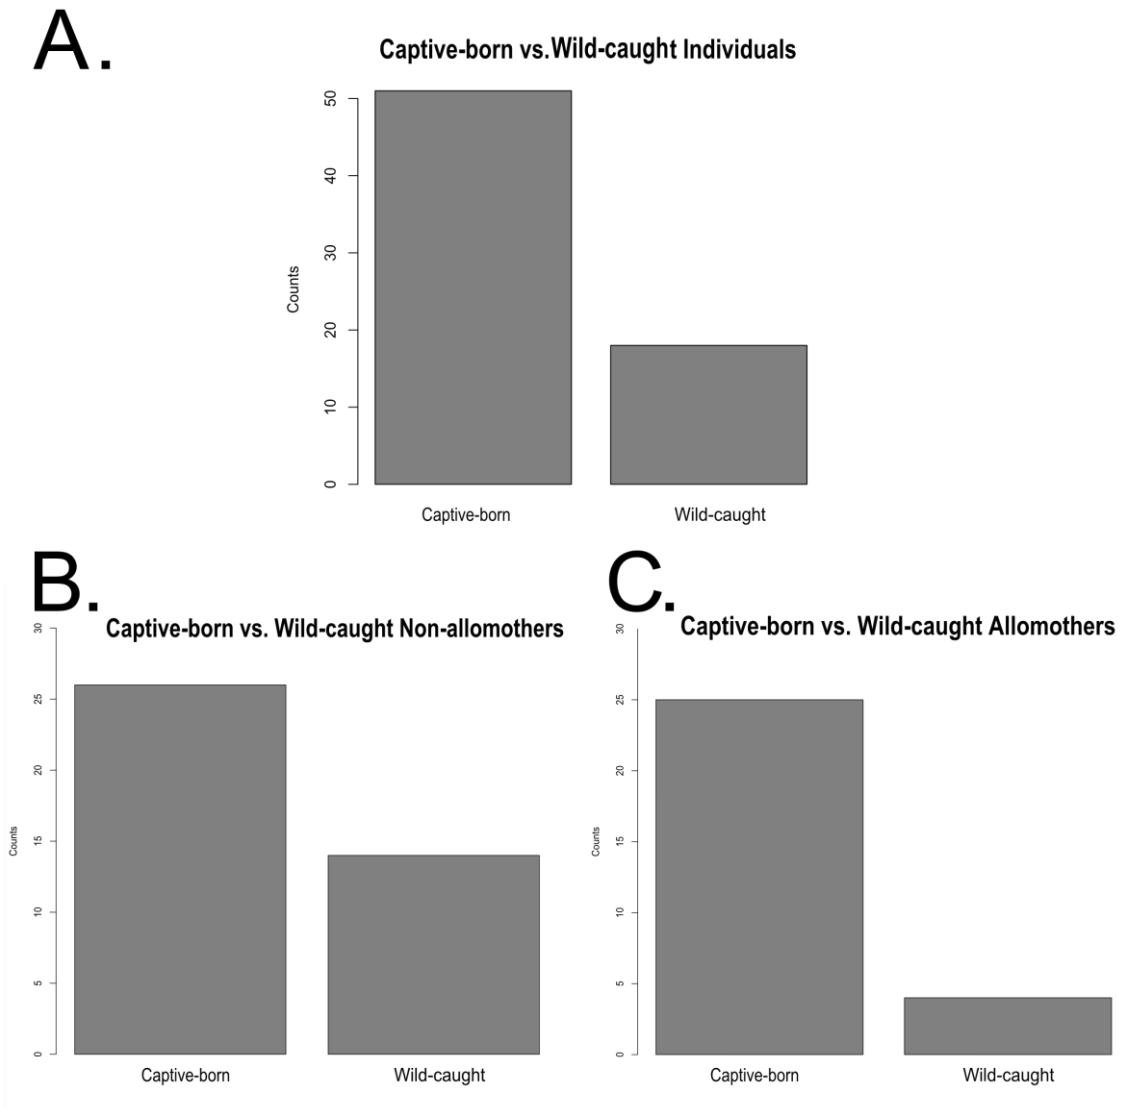 A.
Captive-born vs.Wild-caught Individuals
50
40
30
20
10
0
Counts
Captive-born Wild-caught
B.
Captive-born vs. Wild-caught Non-allomothers
30
25
20
15
10
5
0
Counts
Captive-born Wild-caught
C.
Captive-born vs. Wild-caught Allomothers
30
25
20
15
10
5
0
Counts
Captive-born Wild-caught